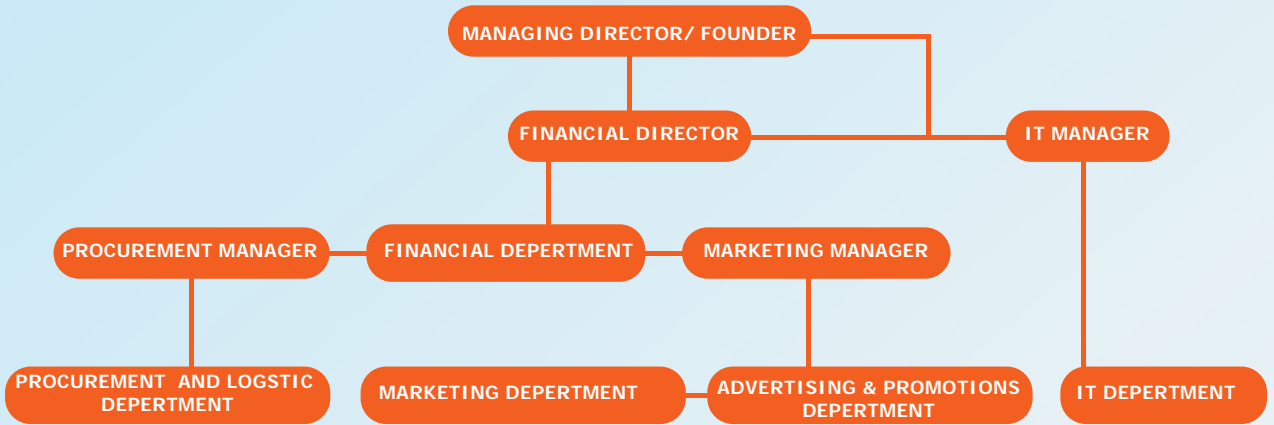 MANAGING DIRECTOR/ FOUNDER
FINANCIAL DIRECTOR
IT MANAGER
PROCUREMENT MANAGER
FINANCIAL DEPERTMENT
MARKETING MANAGER
PROCUREMENT AND LOGSTIC
DEPERTMENT
MARKETING DEPERTMENT
ADVERTISING & PROMOTIONS
DEPERTMENT
IT DEPERTMENT